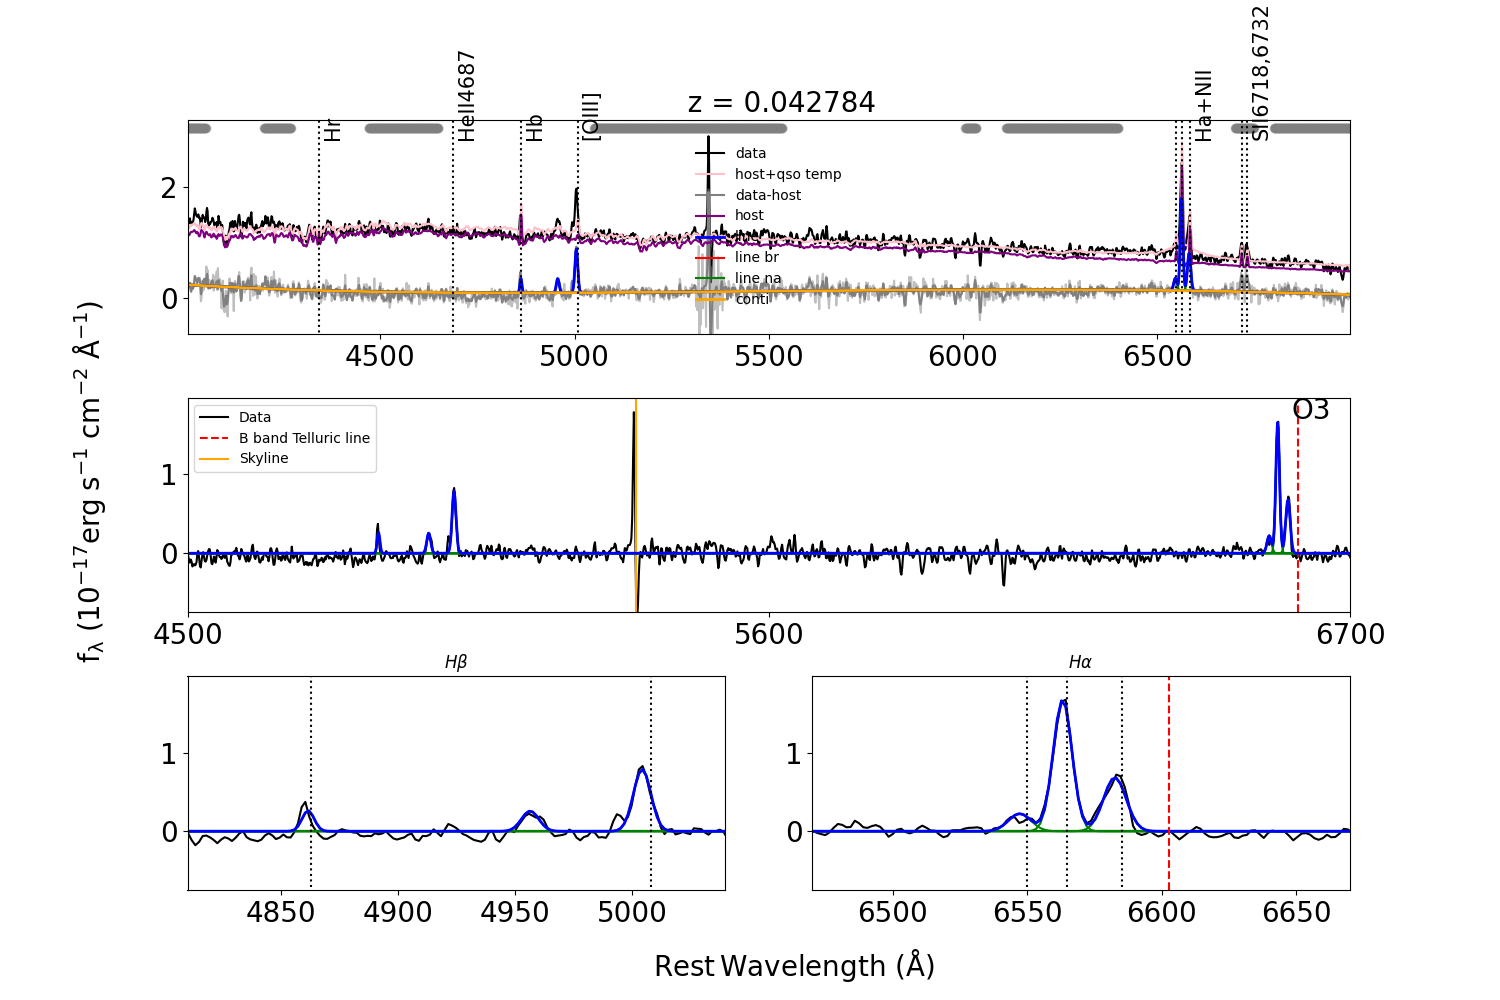 z = 0.042784
Hr
HeII4687
Hb
[OIII]
Ha+NII
SII6718,6732
data
host+qso temp
data-host
host
line br
line na
conti
2
0
4500 5000 5500 6000 6500
f_λ (10^−17 erg s^−1 cm^−2 Å^−1)
Data
B band Telluric line
Skyline
O3
1
0
4500 5600 6700
Hβ
Hα
1
0
4850 4900 4950 5000
1
0
6500 6550 6600 6650
Rest Wavelength (Å)